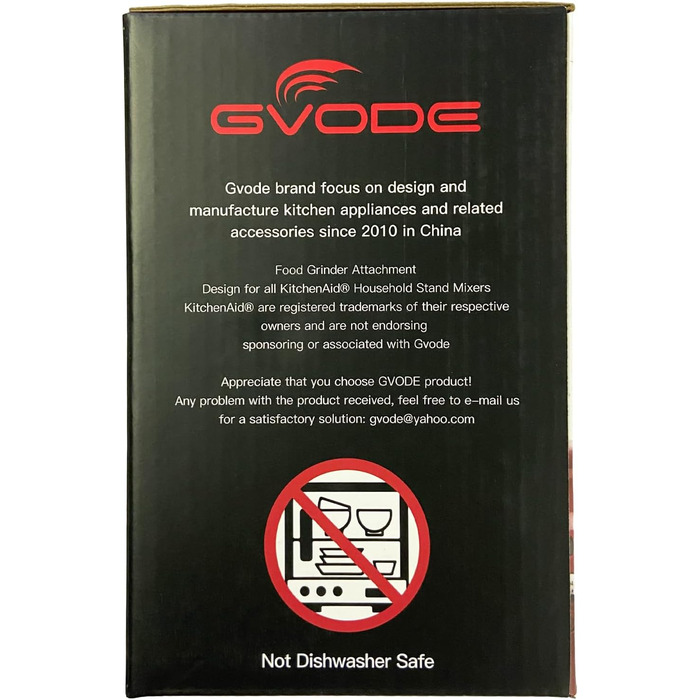 GVODE
Gvode brand focus on design and
manufacture kitchen appliances and related
accessories since 2010 in China
Food Grinder Attachment
Design for all KitchenAid® Household Stand Mixers
KitchenAid® are registered trademarks of their respective
owners and are not endorsing
sponsoring or associated with Gvode
Appreciate that you choose GVODE product!
Any problem with the product received, feel free to e-mail us
for a satisfactory solution: gvode@yahoo.com
Not Dishwasher Safe